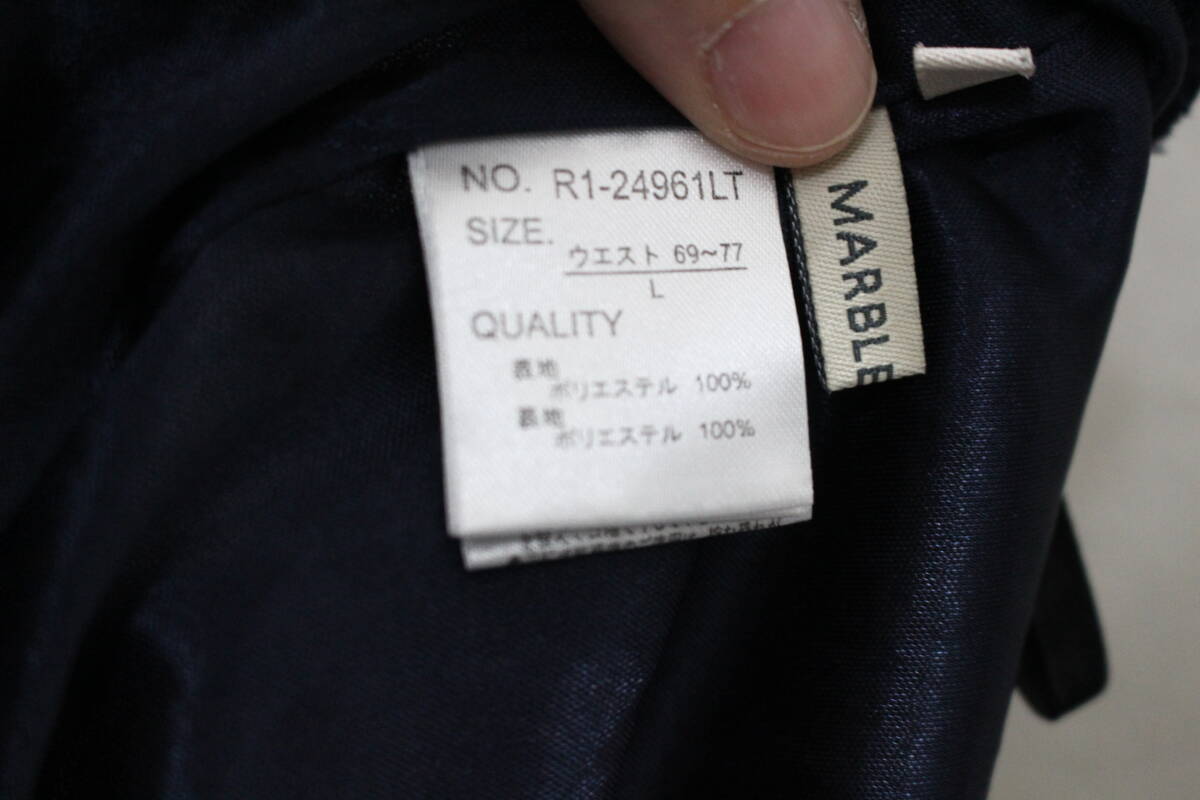 NO. R1-24961LT
SIZE.
ウエスト 69~77
L
QUALITY
表地
ポリエステル 100%
裏地
ポリエステル 100%
MARBLE